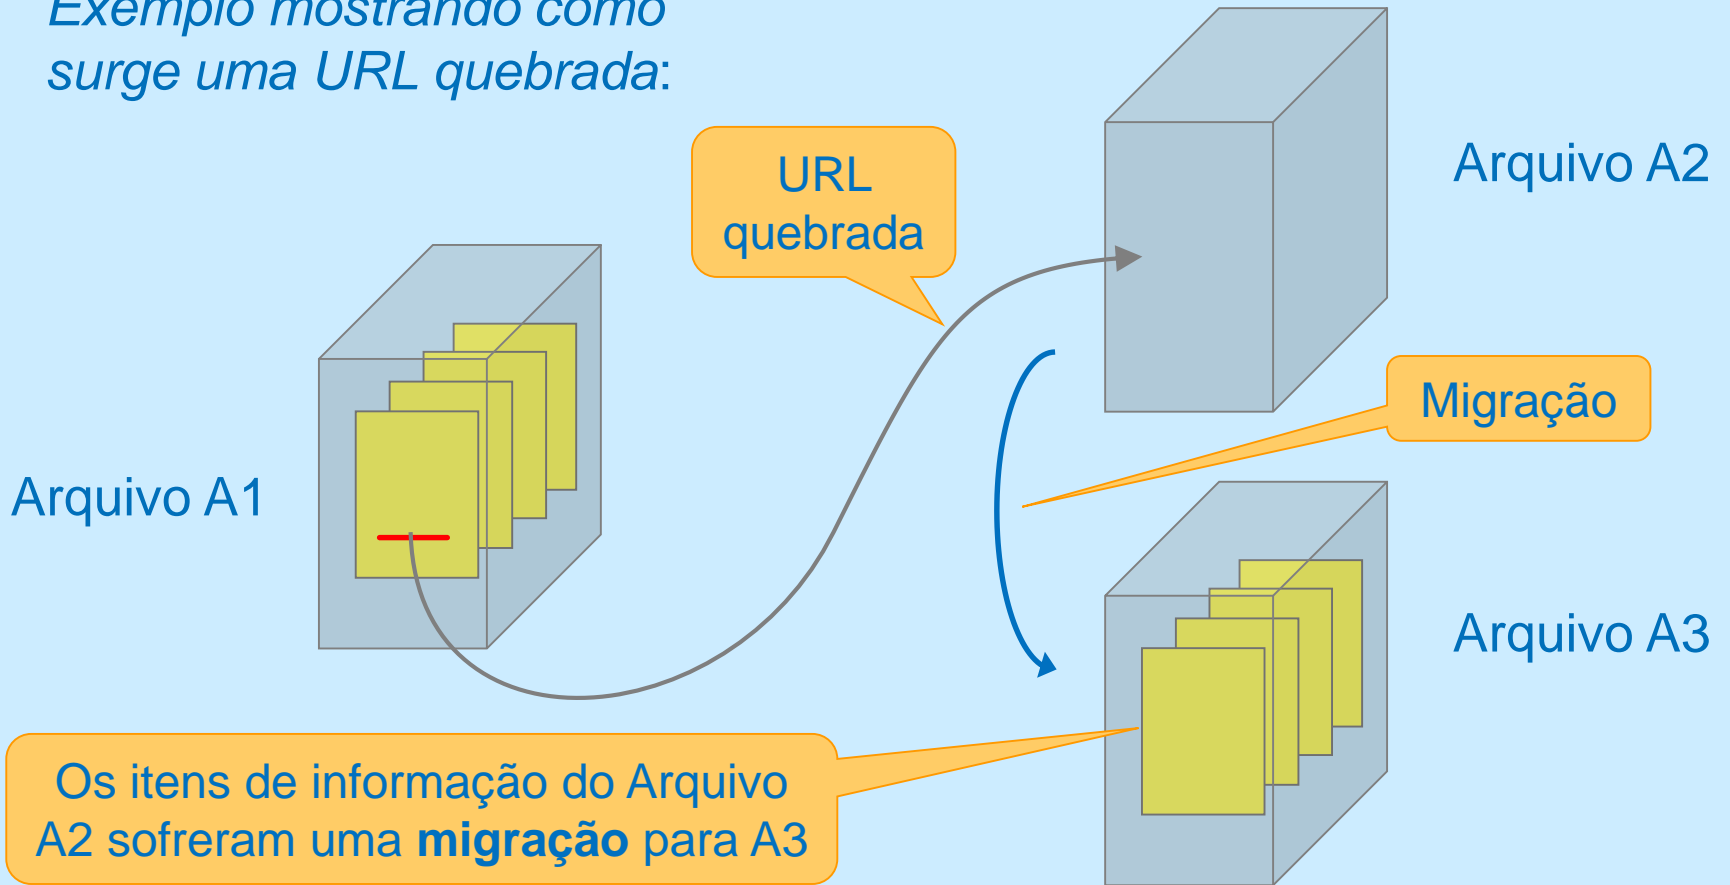 Exemplo mostrando como
surge uma URL quebrada:
URL
quebrada
Arquivo A2
Migração
Arquivo A1
Arquivo A3
Os itens de informação do Arquivo
A2 sofreram uma migração para A3